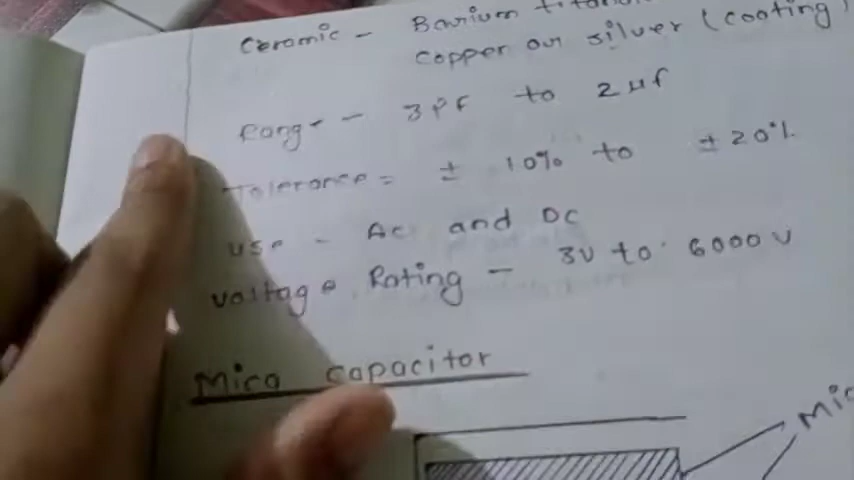 Ceramic - Barium
copper or silver (coating)
Range - 3PF to 2μf
Tolerance = ± 10% to ±20%
use - AC and DC
voltage Rating - 3V to 6000V
Mica capacitor